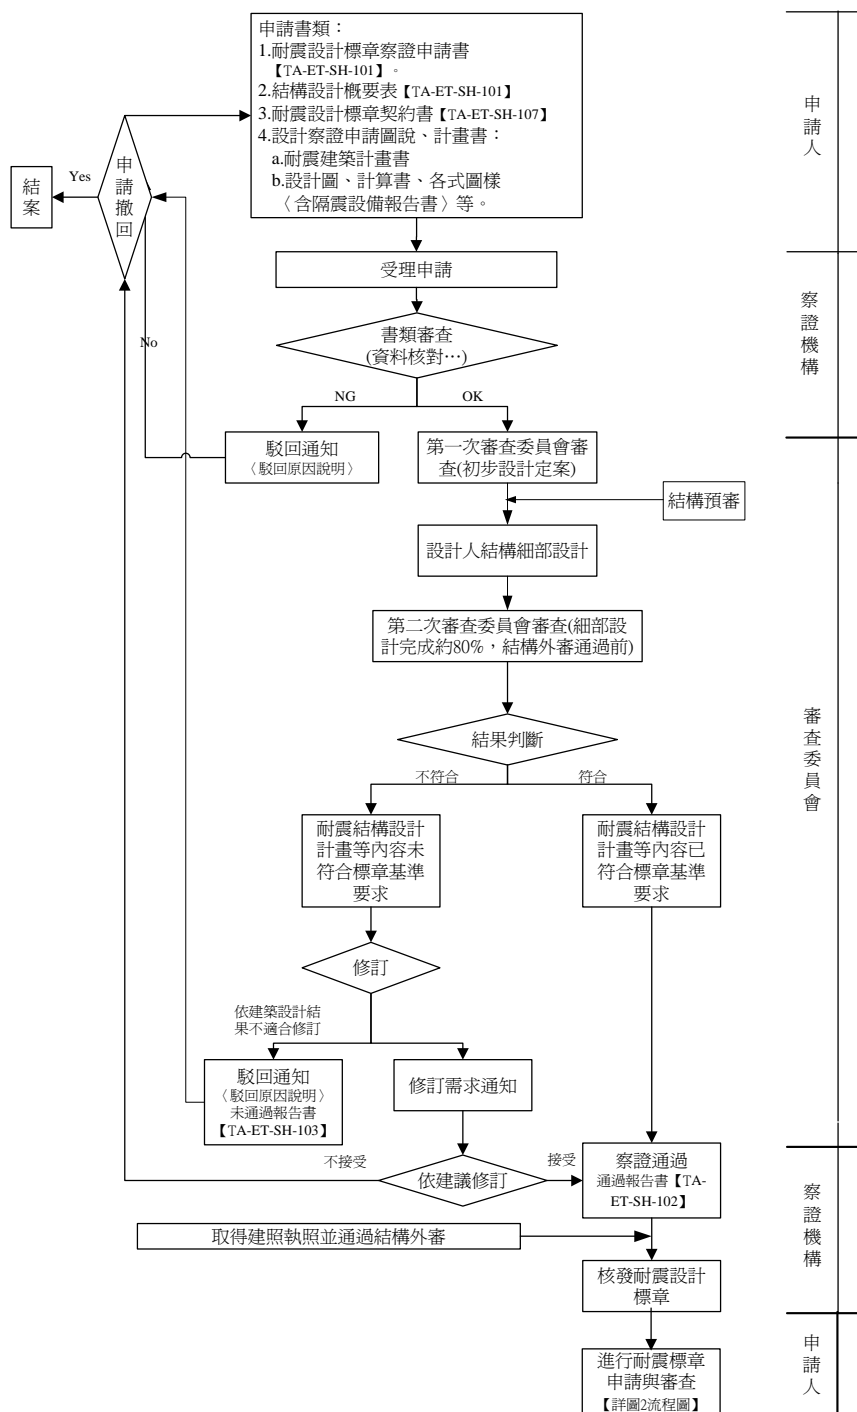 申請書類：
1.耐震設計標章察證申請書
【TA-ET-SH-101】。
2.結構設計概要表【TA-ET-SH-101】
3.耐震設計標章契約書【TA-ET-SH-107】
4.設計察證申請圖說、計畫書：
a.耐震建築計畫書
b.設計圖、計算書、各式圖樣
〈含隔震設備報告書〉等。
申請人
結案
Yes
申請撤回
No
受理申請
察證機構
書類審查
(資料核對…)
NG
OK
駁回通知
〈駁回原因說明〉
第一次審查委員會審
查(初步設計定案)
結構預審
設計人結構細部設計
第二次審查委員會審查(細部設
計完成約80%，結構外審通過前)
審查委員會
結果判斷
不符合
符合
耐震結構設計
計畫等內容未
符合標章基準
要求
耐震結構設計
計畫等內容已
符合標章基準
要求
修訂
依建築設計結
果不適合修訂
駁回通知
〈駁回原因說明〉
未通過報告書
【TA-ET-SH-103】
修訂需求通知
不接受
依建議修訂
接受
察證通過
通過報告書【TA-
ET-SH-102】
察證機構
取得建照執照並通過結構外審
核發耐震設計
標章
進行耐震標章
申請與審查
【詳圖2流程圖】
申請人